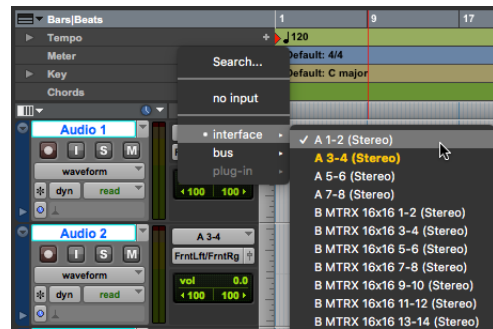 Bars|Beats
1
9
17
Tempo
+
120
Meter
Default: 4/4
Key
Default: C major
Chords
Search...
no input
interface
bus
plug-in
A 1-2 (Stereo)
A 3-4 (Stereo)
A 5-6 (Stereo)
A 7-8 (Stereo)
B MTRX 16x16 1-2 (Stereo)
B MTRX 16x16 3-4 (Stereo)
B MTRX 16x16 5-6 (Stereo)
B MTRX 16x16 7-8 (Stereo)
B MTRX 16x16 9-10 (Stereo)
B MTRX 16x16 11-12 (Stereo)
B MTRX 16x16 13-14 (Stereo)
Audio 1
I S M
waveform
dyn read
100 100
Audio 2
I S M
waveform
dyn read
A 3-4
FrntLft/FrntRg
vol 0.0
100 100